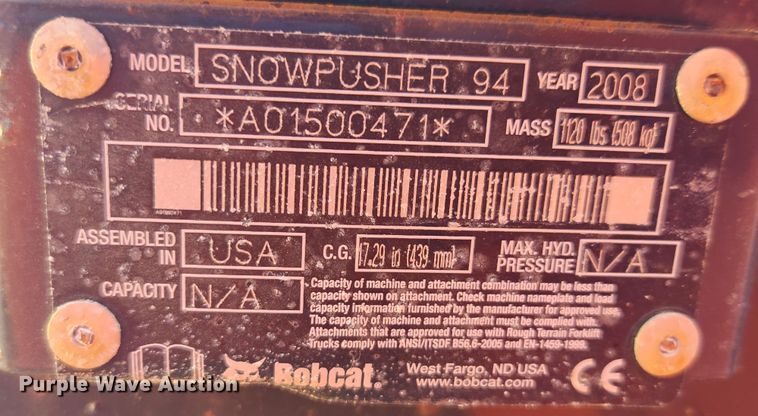 MODEL SNOWPUSHER 94 YEAR 2008
SERIAL NO. *A01500471* MASS 1120 lbs (508 kg)
ASSEMBLED IN USA C.G. 17.29 in (439 mm) MAX. HYD. PRESSURE N/A
CAPACITY N/A
Capacity of machine and attachment combination may be less than
capacity shown on attachment. Check machine nameplate and load
capacity information furnished by the manufacturer for approved use.
The capacity of machine and attachment must be complied with.
Attachments that are approved for use with Rough Terrain Forklift
Trucks comply with ANSI/ITSDF B56.6-2005 and EN-1459-1999.
Bobcat. West Fargo, ND USA
www.bobcat.com CE
Purple Wave Auction